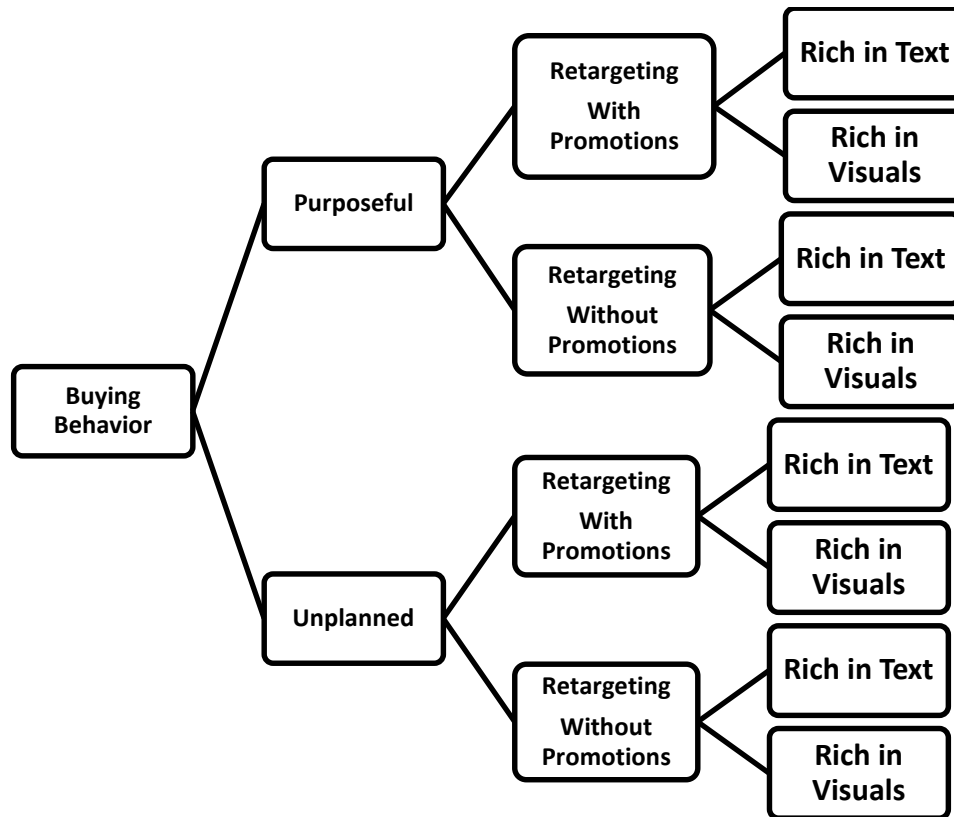 Buying
Behavior
Purposeful
Retargeting
With
Promotions
Rich in Text
Rich in
Visuals
Retargeting
Without
Promotions
Rich in Text
Rich in
Visuals
Unplanned
Retargeting
With
Promotions
Rich in Text
Rich in
Visuals
Retargeting
Without
Promotions
Rich in Text
Rich in
Visuals